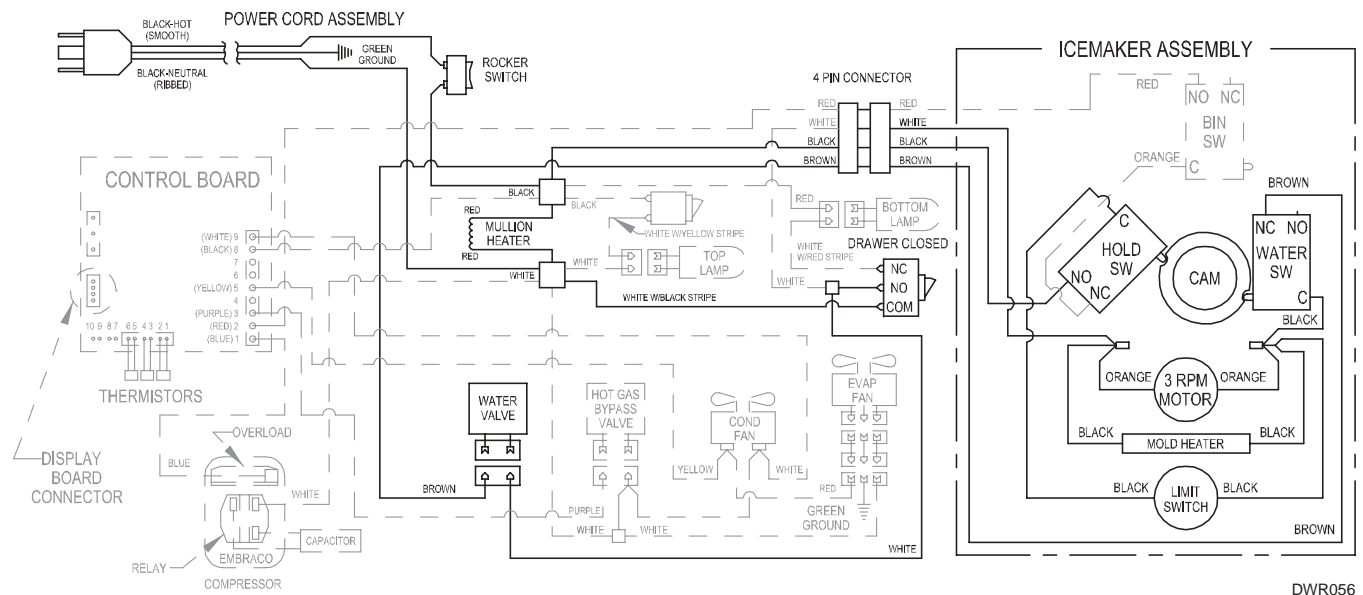 POWER CORD ASSEMBLY
BLACK-HOT
(SMOOTH)
GREEN
GROUND
BLACK-NEUTRAL
(RIBBED)
ROCKER
SWITCH
4 PIN CONNECTOR
RED
WHITE
BLACK
BROWN
RED
WHITE
BLACK
BROWN
ICEMAKER ASSEMBLY
RED
NO NC
BIN
SW
C
ORANGE
BROWN
C
HOLD
SW
NO
NC
CAM
NC NO
WATER
SW
C
BLACK
ORANGE
3 RPM
MOTOR
ORANGE
BLACK
MOLD HEATER
BLACK
BLACK
LIMIT
SWITCH
BLACK
BROWN
CONTROL BOARD
(WHITE) 9
(BLACK) 8
7
6
(YELLOW) 5
4
(PURPLE) 3
(RED) 2
(BLUE) 1
10 9 8 7 6 5 4 3 2 1
THERMISTORS
DISPLAY
BOARD
CONNECTOR
BLACK
RED
MULLION
HEATER
RED
WHITE
BLACK
WHITE W/YELLOW STRIPE
WHITE
TOP
LAMP
WHITE W/BLACK STRIPE
RED
BOTTOM
LAMP
WHITE
W/RED STRIPE
DRAWER CLOSED
WHITE
NC
NO
COM
WATER
VALVE
HOT GAS
BYPASS
VALVE
COND
FAN
EVAP
FAN
YELLOW
WHITE
RED
GREEN
GROUND
BROWN
PURPLE
WHITE
WHITE
WHITE
OVERLOAD
BLUE
WHITE
CAPACITOR
EMBRACO
RELAY
COMPRESSOR
DWR056